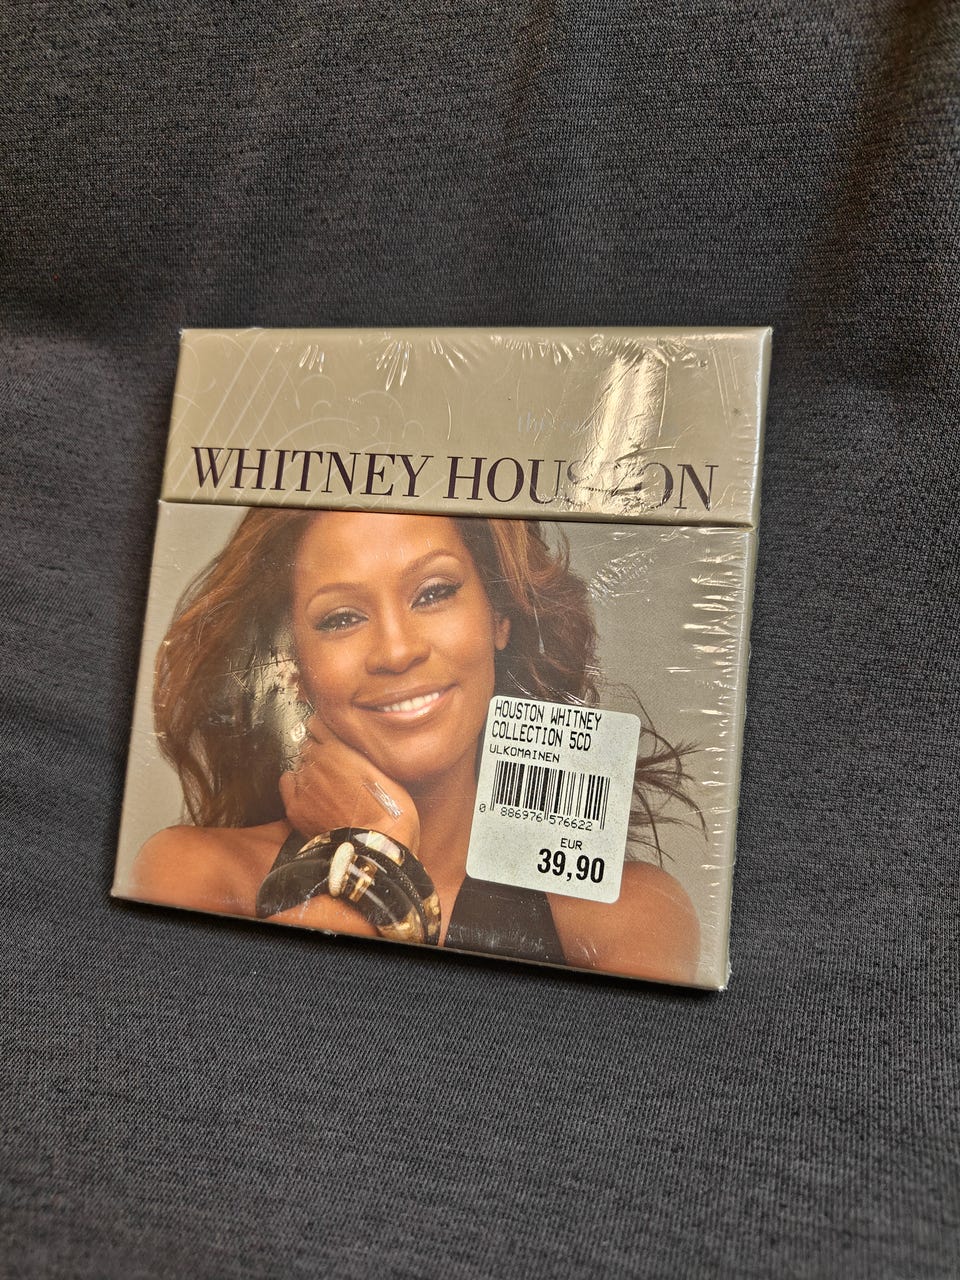 WHITNEY HOUSTON
HOUSTON WHITNEY
COLLECTION 5CD
ULKOMAINEN
0 886976 576622
EUR
39,90